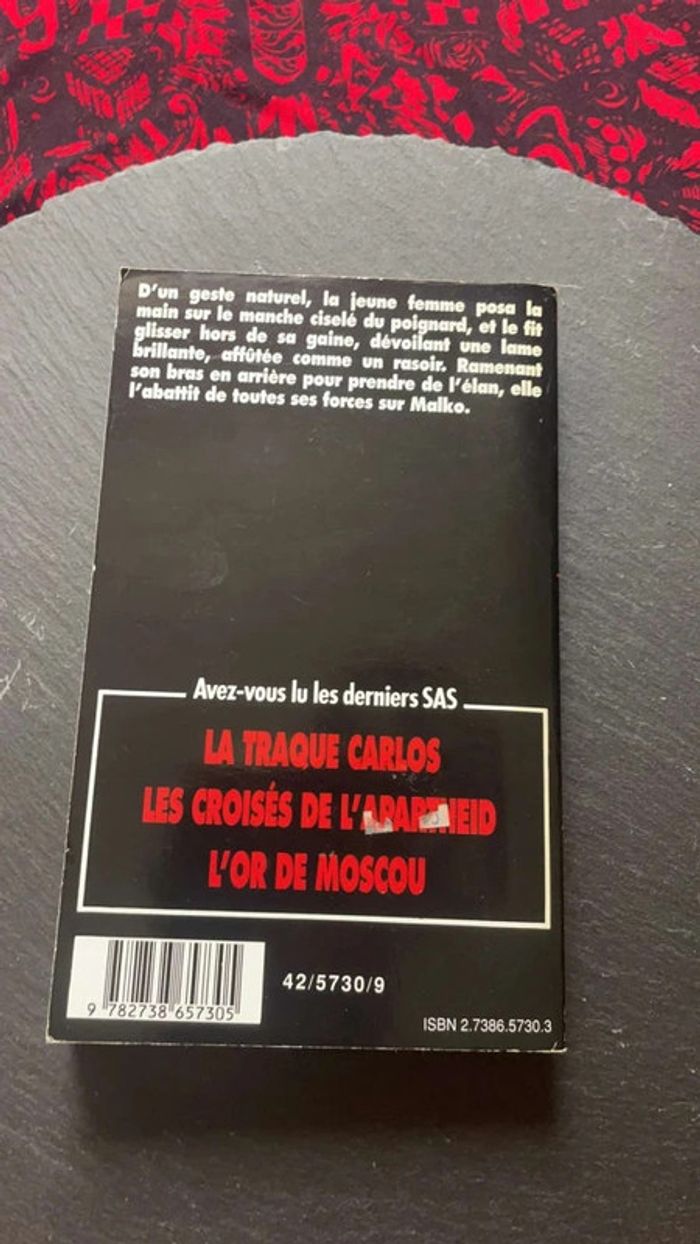 D'un geste naturel, la jeune femme posa la
main sur le manche ciselé du poignard, et le fit
glisser hors de sa gaine, dévoilant une lame
brillante, affûtée comme un rasoir. Ramenant
son bras en arrière pour prendre de l'élan, elle
l'abattit de toutes ses forces sur Malko.
Avez-vous lu les derniers SAS
LA TRAQUE CARLOS
LES CROISÉS DE L'APARTHEID
L'OR DE MOSCOU
9 782738 657305
42/5730/9
ISBN 2.7386.5730.3